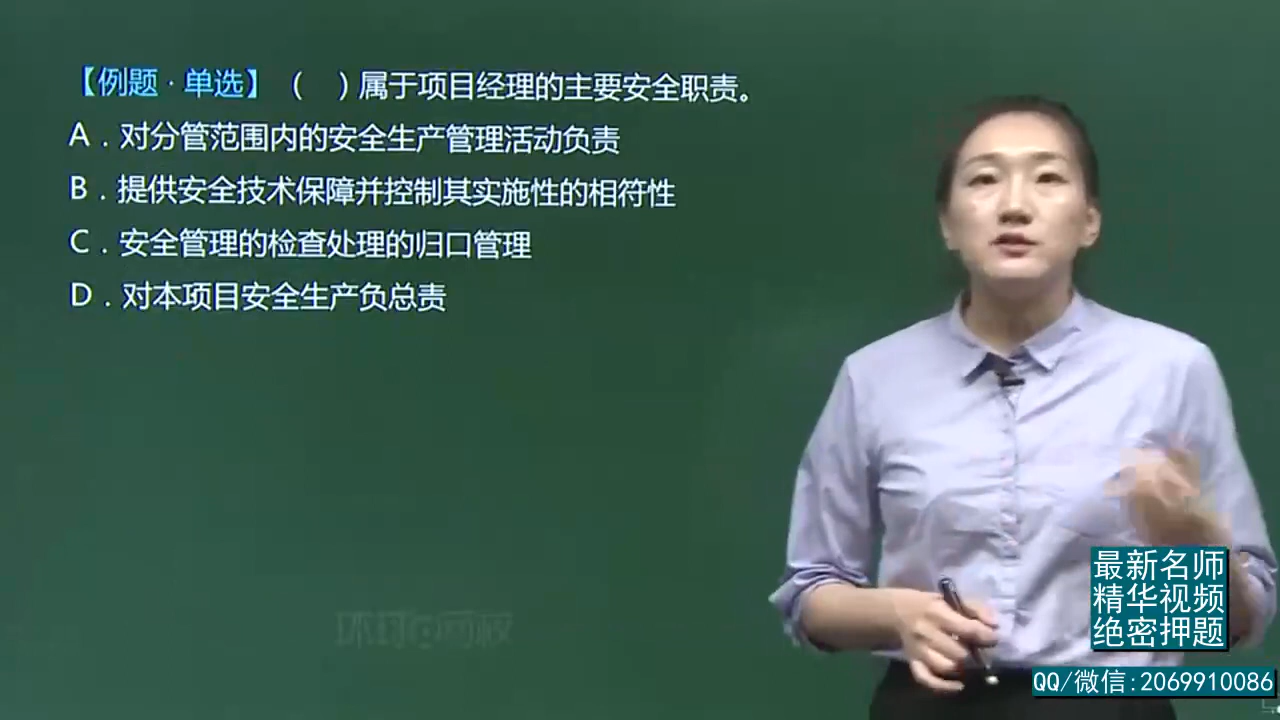 【例题·单选】（ ）属于项目经理的主要安全职责。
A．对分管范围内的安全生产管理活动负责
B．提供安全技术保障并控制其实施性的相符性
C．安全管理的检查处理的归口管理
D．对本项目安全生产负总责
环球网校
最新名师
精华视频
绝密押题
QQ/微信:2069910086